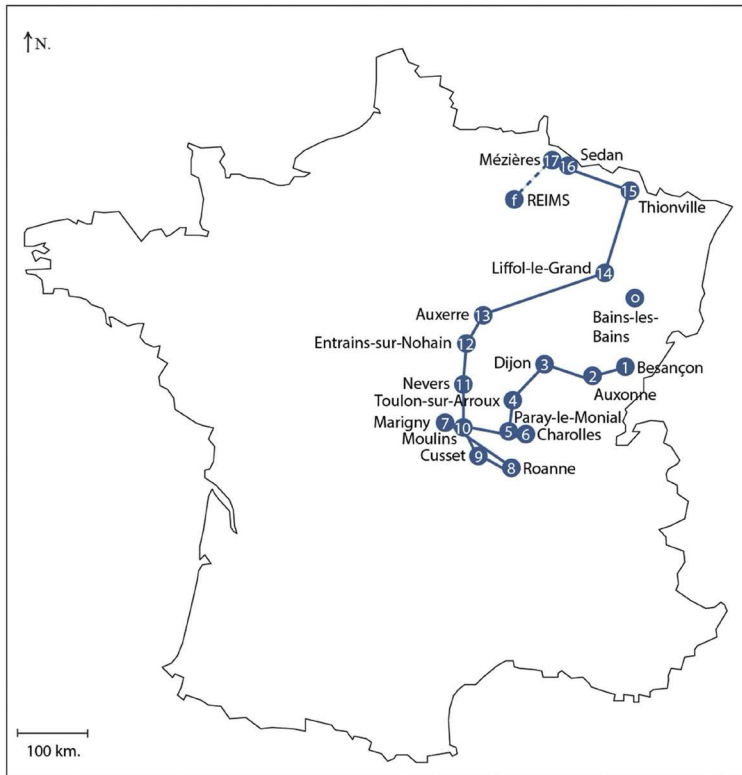 N.
Mézières 17 16 Sedan
f REIMS
15
Thionville
Liffol-le-Grand 14
o
Bains-les-
Bains
Auxerre 13
Entrains-sur-Nohain 12
Dijon 3
2
1 Besançon
Auxonne
Nevers 11
Toulon-sur-Arroux 4
Paray-le-Monial
Marigny 7
Moulins 10
5 6 Charolles
Cusset 9
8 Roanne
100 km.